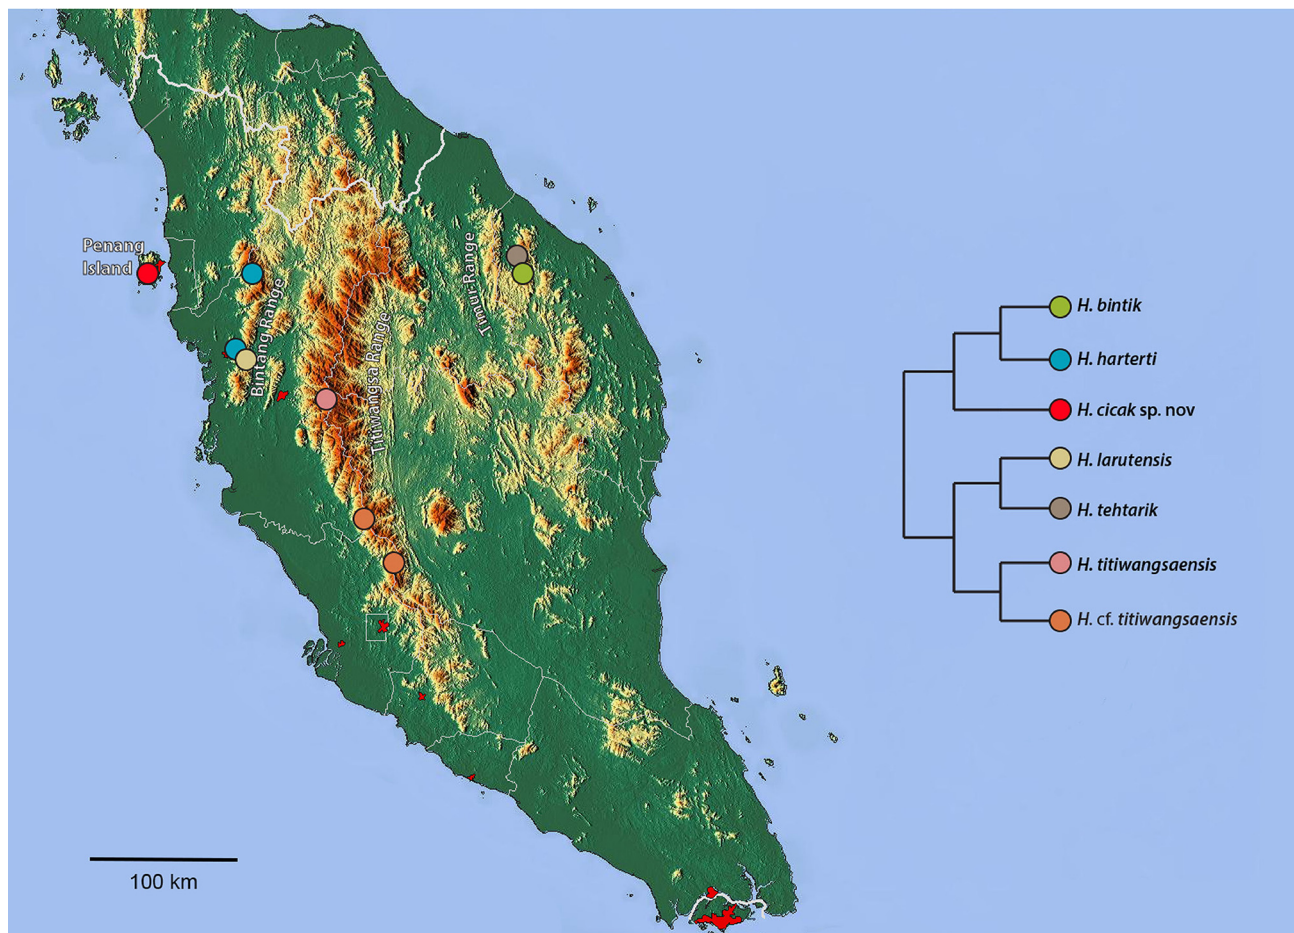 Penang
Island
Bintang Range
Titiwangsa Range
Timur Range
H. bintik
H. harterti
H. cicak sp. nov
H. larutensis
H. tehtarik
H. titiwangsaensis
H. cf. titiwangsaensis
100 km